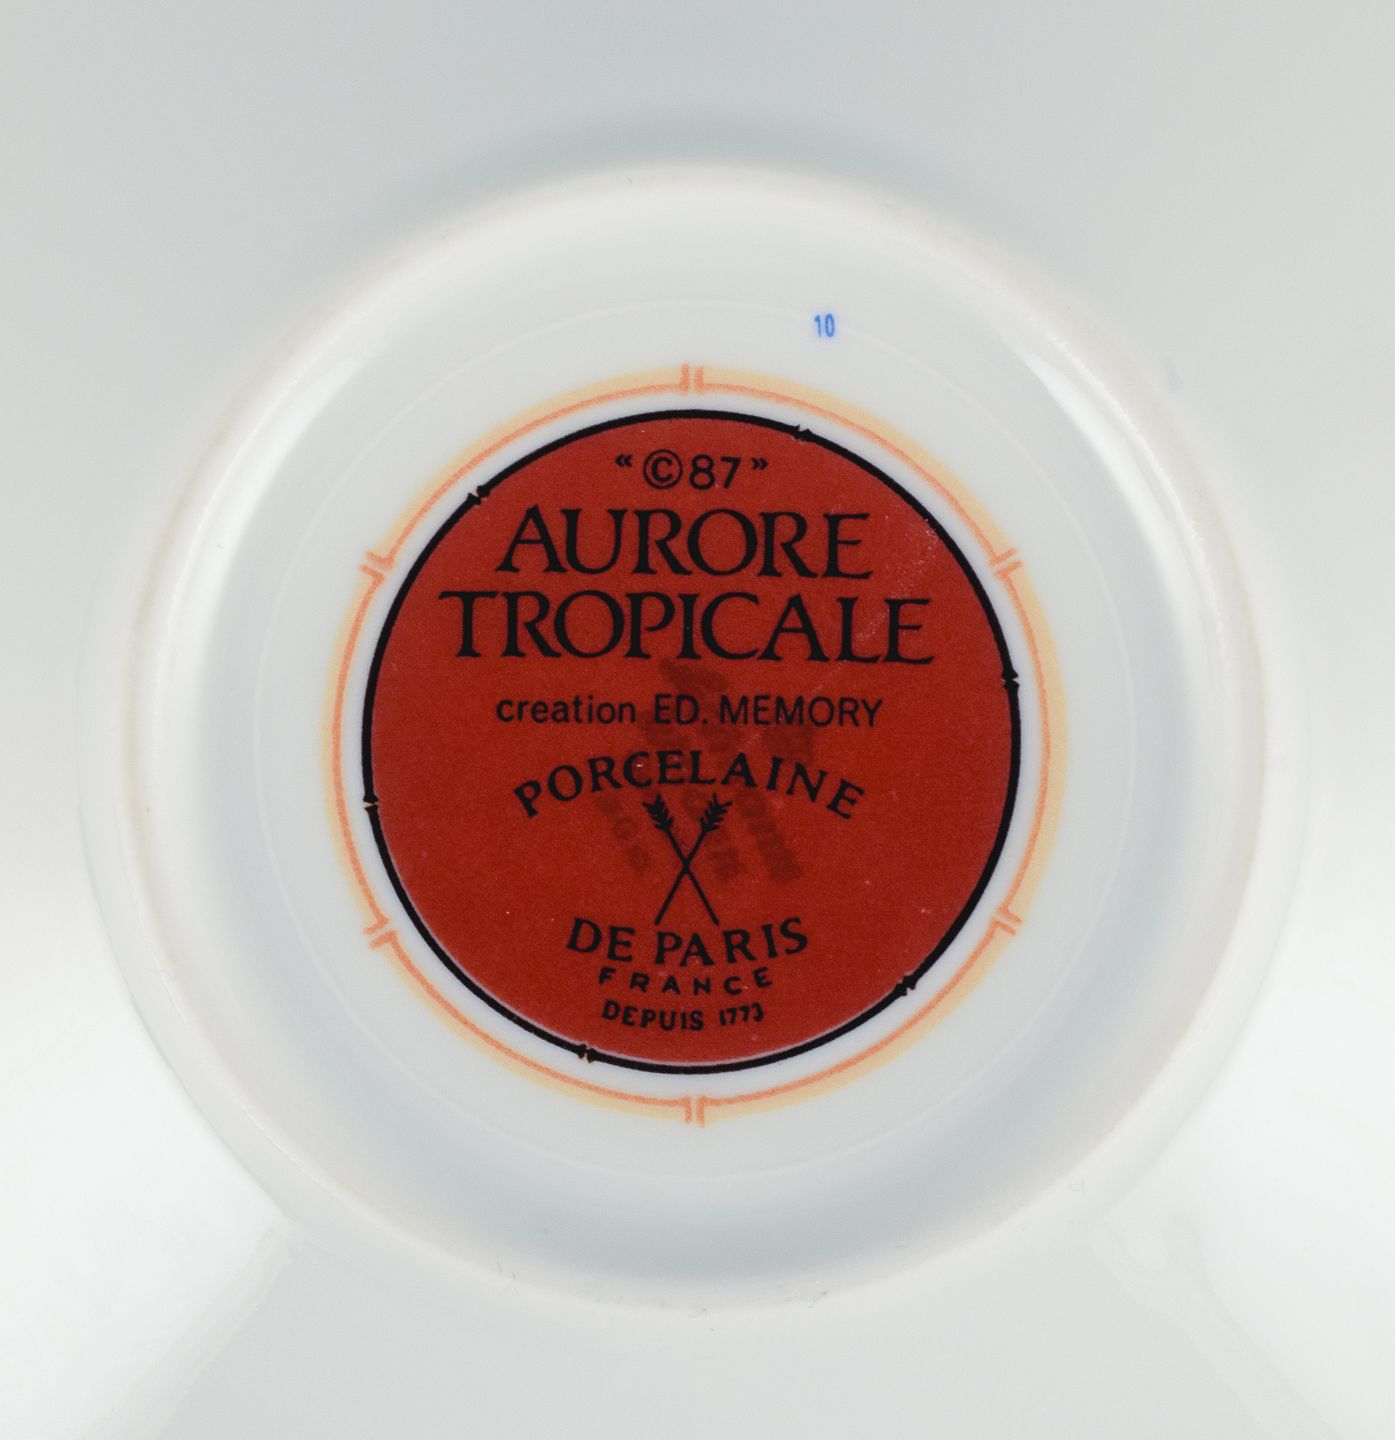 10
“©87”
AURORE
TROPICALE
creation ED. MEMORY
PORCELAINE
DE PARIS
FRANCE
DEPUIS 1773